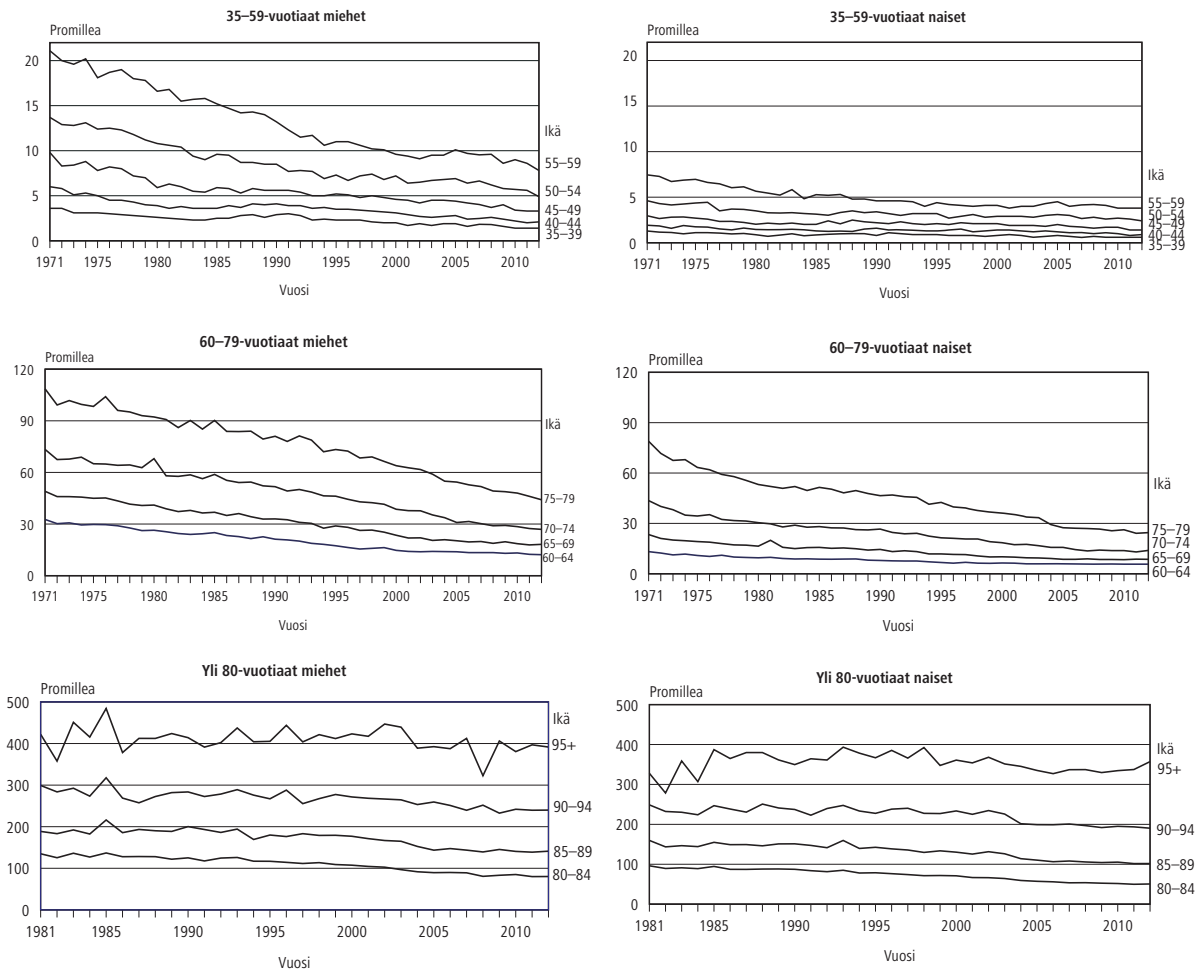 35–59-vuotiaat miehet
Promillea
20
15
10
5
0
1971 1975 1980 1985 1990 1995 2000 2005 2010
Vuosi
Ikä
55–59
50–54
45–49
40–44
35–39
35–59-vuotiaat naiset
Promillea
20
15
10
5
0
1971 1975 1980 1985 1990 1995 2000 2005 2010
Vuosi
Ikä
55–59
50–54
45–49
40–44
35–39
60–79-vuotiaat miehet
Promillea
120
90
60
30
0
1971 1975 1980 1985 1990 1995 2000 2005 2010
Vuosi
Ikä
75–79
70–74
65–69
60–64
60–79-vuotiaat naiset
Promillea
120
90
60
30
0
1971 1975 1980 1985 1990 1995 2000 2005 2010
Vuosi
Ikä
75–79
70–74
65–69
60–64
Yli 80-vuotiaat miehet
Promillea
500
400
300
200
100
0
1981 1985 1990 1995 2000 2005 2010
Vuosi
Ikä
95+
90–94
85–89
80–84
Yli 80-vuotiaat naiset
Promillea
500
400
300
200
100
0
1981 1985 1990 1995 2000 2005 2010
Vuosi
Ikä
95+
90–94
85–89
80–84